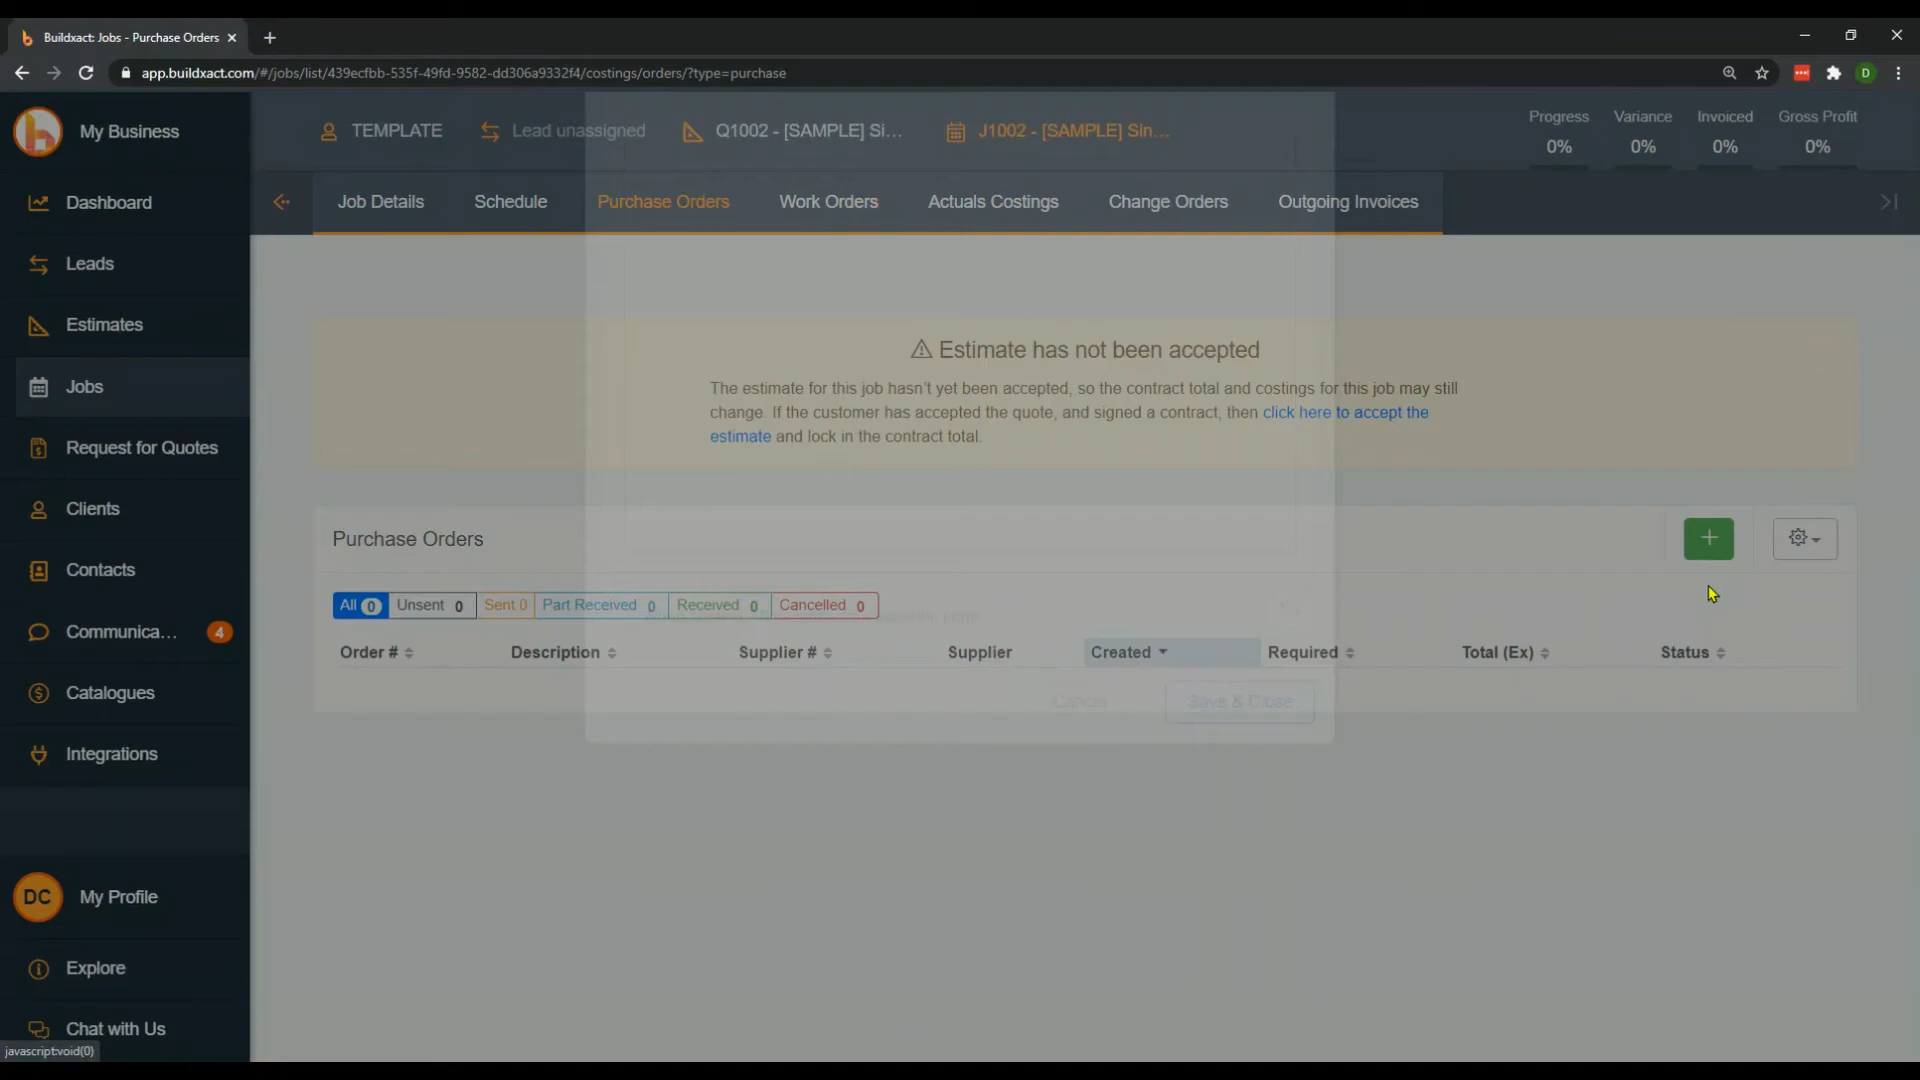 Buildxact: Jobs - Purchase Orders
app.buildxact.com/#/jobs/list/439ecfbb-535f-49fd-9582-dd306a9332f4/costings/orders/?type=purchase
D
My Business
TEMPLATE
Lead unassigned
Q1002 - [SAMPLE] Si...
J1002 - [SAMPLE] Sin...
Progress
Variance
Invoiced
Gross Profit
0%
0%
0%
0%
Job Details
Schedule
Purchase Orders
Work Orders
Actuals Costings
Change Orders
Outgoing Invoices
Dashboard
Leads
Estimates
Jobs
Request for Quotes
Clients
Contacts
Communica...
4
Catalogues
Integrations
DC
My Profile
Explore
Chat with Us
javascript:void(0)
Estimate has not been accepted
The estimate for this job hasn't yet been accepted, so the contract total and costings for this job may still
change. If the customer has accepted the quote, and signed a contract, then click here to accept the
estimate and lock in the contract total.
Purchase Orders
All 0
Unsent 0
Sent 0
Part Received 0
Received 0
Cancelled 0
Order #
Description
Supplier #
Supplier
Created
Required
Total (Ex)
Status
Cancel
Save & Close